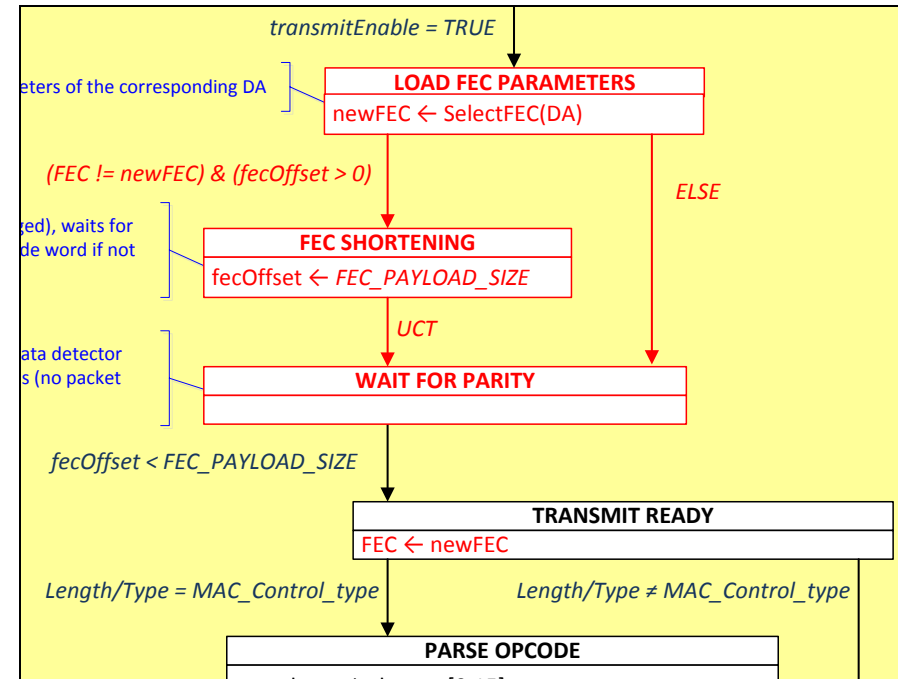 transmitEnable = TRUE
LOAD FEC PARAMETERS
eters of the corresponding DA
newFEC ← SelectFEC(DA)
(FEC != newFEC) & (fecOffset > 0)
ELSE
ged), waits for
de word if not
FEC SHORTENING
fecOffset ← FEC_PAYLOAD_SIZE
UCT
ata detector
s (no packet
WAIT FOR PARITY
fecOffset < FEC_PAYLOAD_SIZE
TRANSMIT READY
FEC ← newFEC
Length/Type = MAC_Control_type
Length/Type ≠ MAC_Control_type
PARSE OPCODE